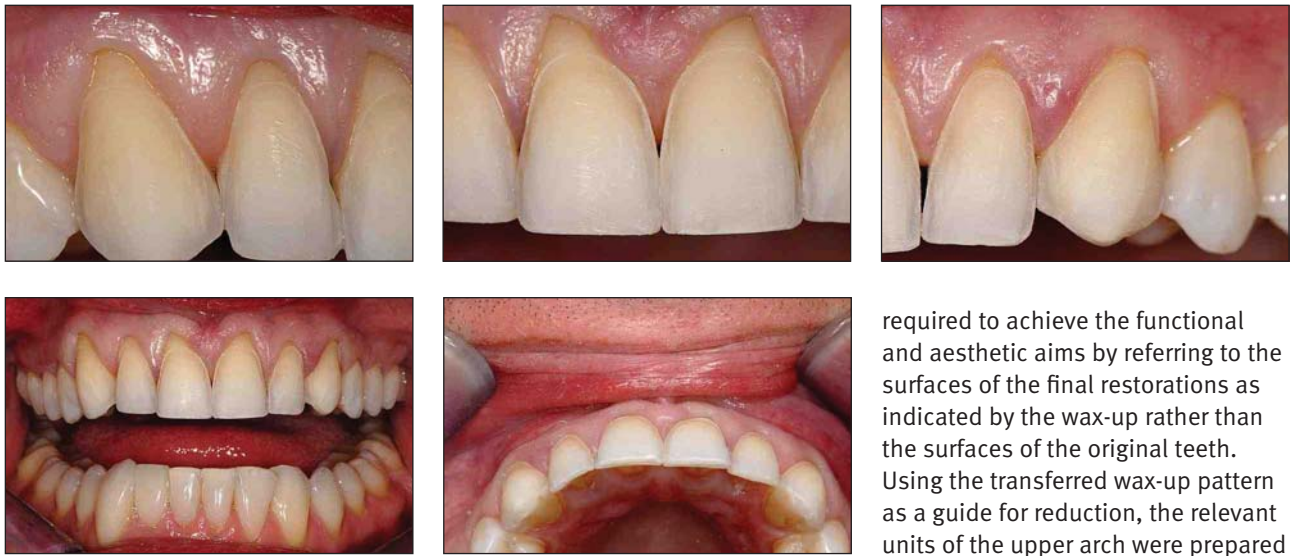 required to achieve the functional
and aesthetic aims by referring to the
surfaces of the final restorations as
indicated by the wax-up rather than
the surfaces of the original teeth.
Using the transferred wax-up pattern
as a guide for reduction, the relevant
units of the upper arch were prepared